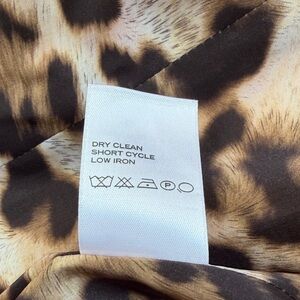 DRY CLEAN
SHORT CYCLE
LOW IRON
P